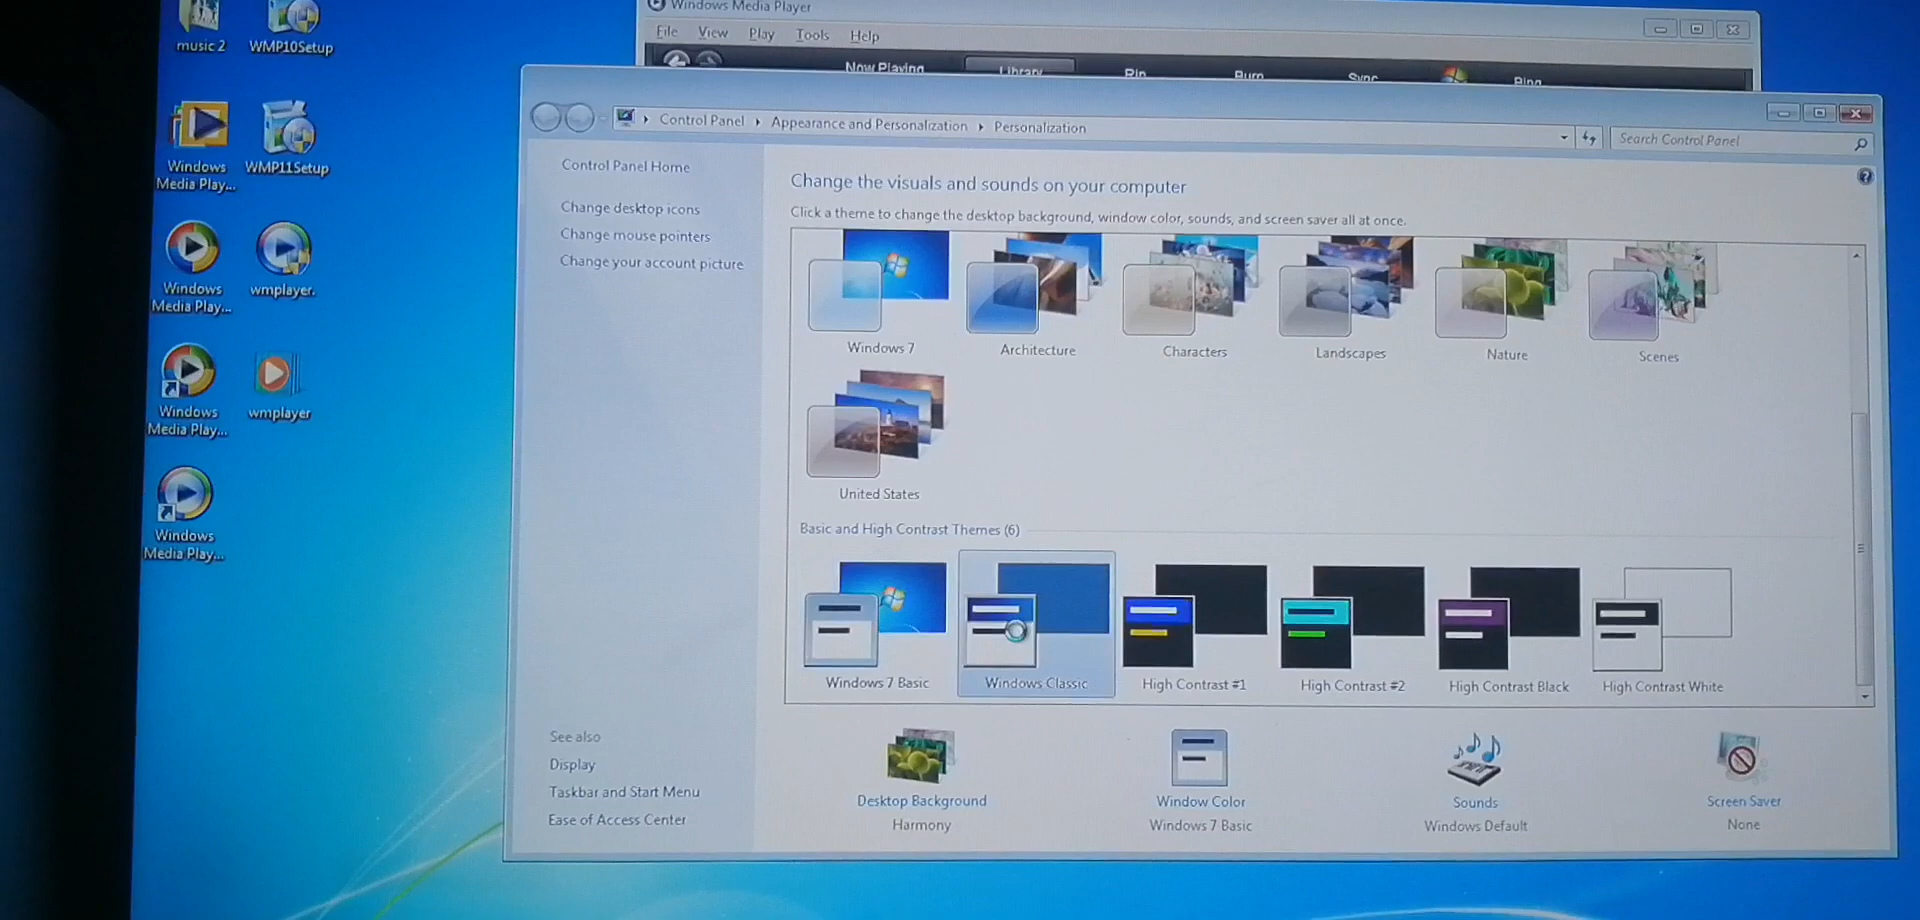 music 2
WMP10Setup
Windows
Media Play...
WMP11Setup
Windows
Media Play...
wmplayer.
Windows
Media Play...
wmplayer
Windows
Media Play...
Windows Media Player
File View Play Tools Help
Now Playing Library Rip Burn Sync Ping
Control Panel Appearance and Personalization Personalization
Search Control Panel
Control Panel Home
Change desktop icons
Change mouse pointers
Change your account picture
See also
Display
Taskbar and Start Menu
Ease of Access Center
Change the visuals and sounds on your computer
Click a theme to change the desktop background, window color, sounds, and screen saver all at once.
Windows 7
Architecture
Characters
Landscapes
Nature
Scenes
United States
Basic and High Contrast Themes (6)
Windows 7 Basic
Windows Classic
High Contrast #1
High Contrast #2
High Contrast Black
High Contrast White
Desktop Background
Harmony
Window Color
Windows 7 Basic
Sounds
Windows Default
Screen Saver
None